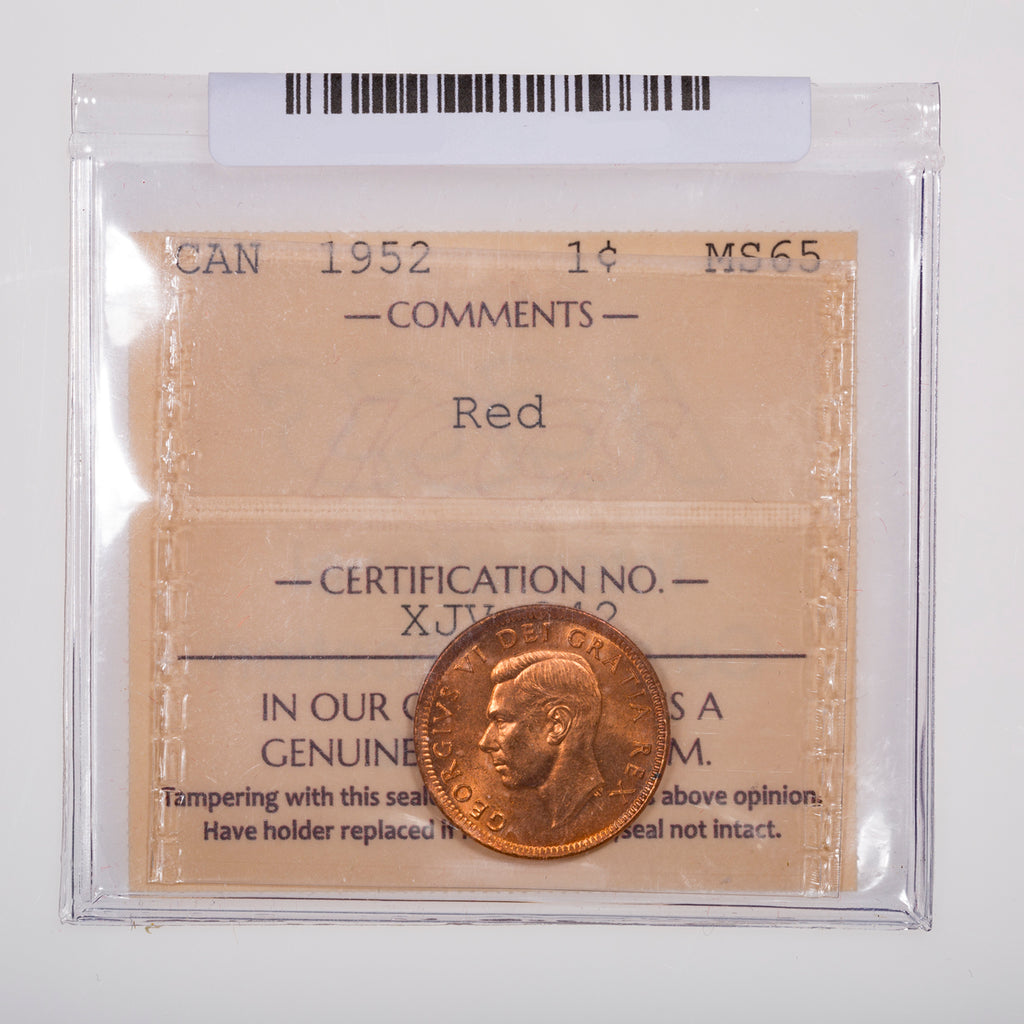 CAN 1952 1¢ MS65
— COMMENTS —
Red
— CERTIFICATION NO. —
XJV
IN OUR S A
GENUINE M.
Tampering with this seal above opinion.
Have holder replaced if seal not intact.
GEORGIVS VI DEI GRATIA REX